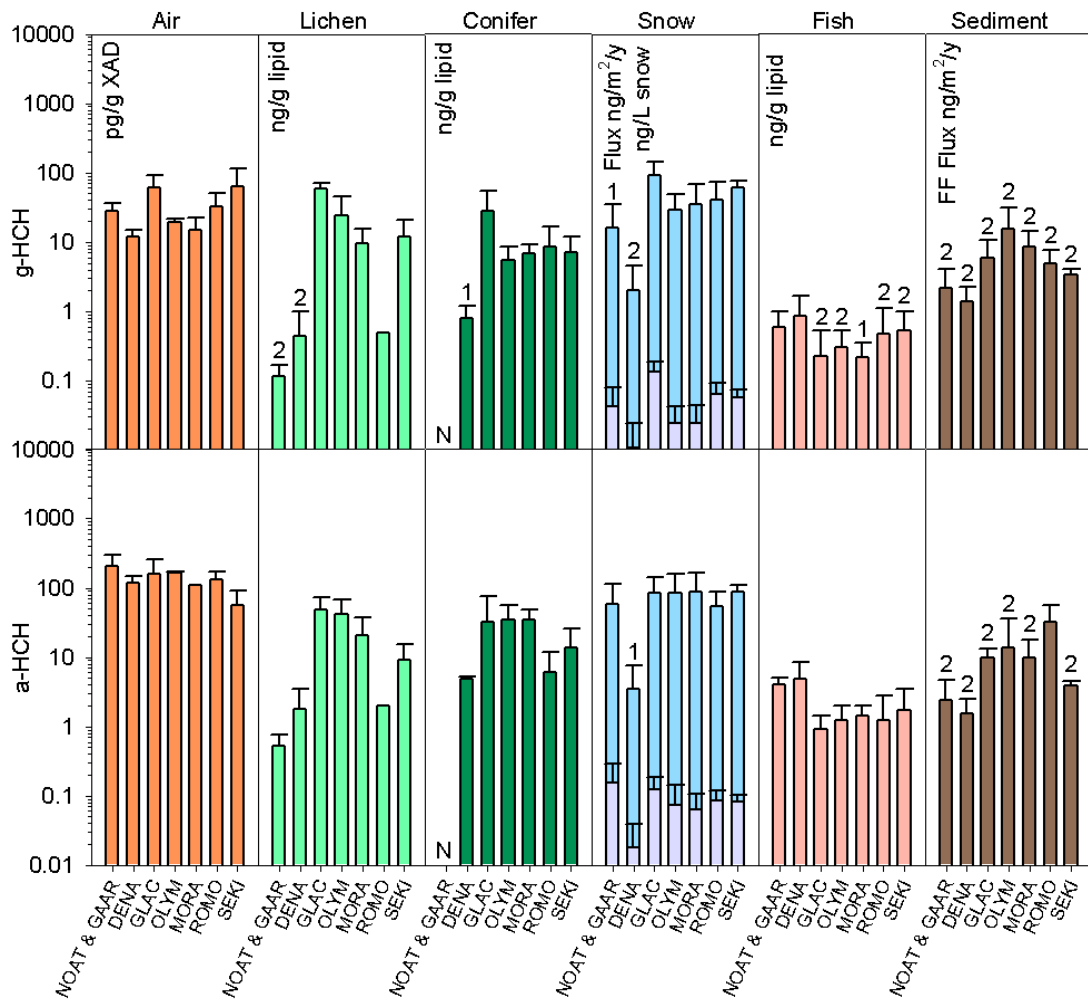 Air Lichen Conifer Snow Fish Sediment
10000
1000
100
10
1
0.1
g-HCH
pg/g XAD
ng/g lipid
ng/g lipid
Flux ng/m²/y
ng/L snow
ng/g lipid
FF Flux ng/m²/y
2 2
N 1
1 2
2 2 1 2 2
2 2 2 2 2 2 2
10000
1000
100
10
1
0.1
0.01
a-HCH
N
1
2 2 2 2 2 2
NOAT & GAAR
DENA
GLAC
OLYM
MORA
ROMO
SEKI
NOAT & GAAR
DENA
GLAC
OLYM
MORA
ROMO
SEKI
NOAT & GAAR
DENA
GLAC
OLYM
MORA
ROMO
SEKI
NOAT & GAAR
DENA
GLAC
OLYM
MORA
ROMO
SEKI
NOAT & GAAR
DENA
GLAC
OLYM
MORA
ROMO
SEKI
NOAT & GAAR
DENA
GLAC
OLYM
MORA
ROMO
SEKI